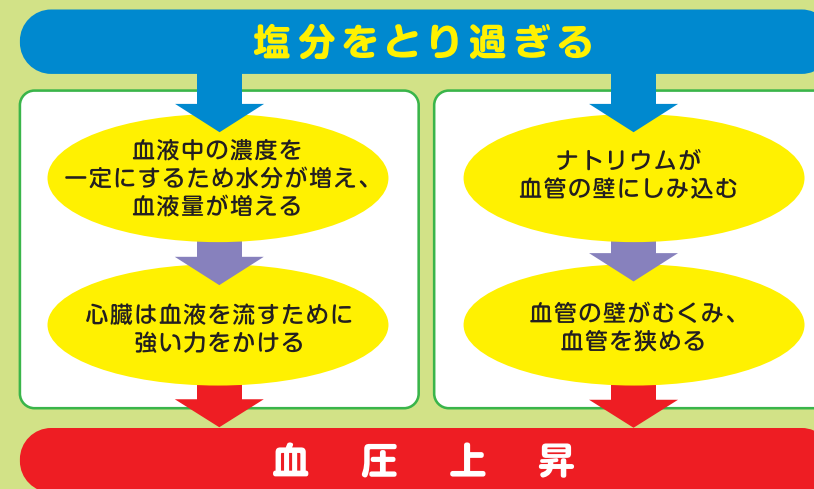 塩分をとり過ぎる
血液中の濃度を
一定にするため水分が増え、
血液量が増える
心臓は血液を流すために
強い力をかける
ナトリウムが
血管の壁にしみ込む
血管の壁がむくみ、
血管を狭める
血圧上昇